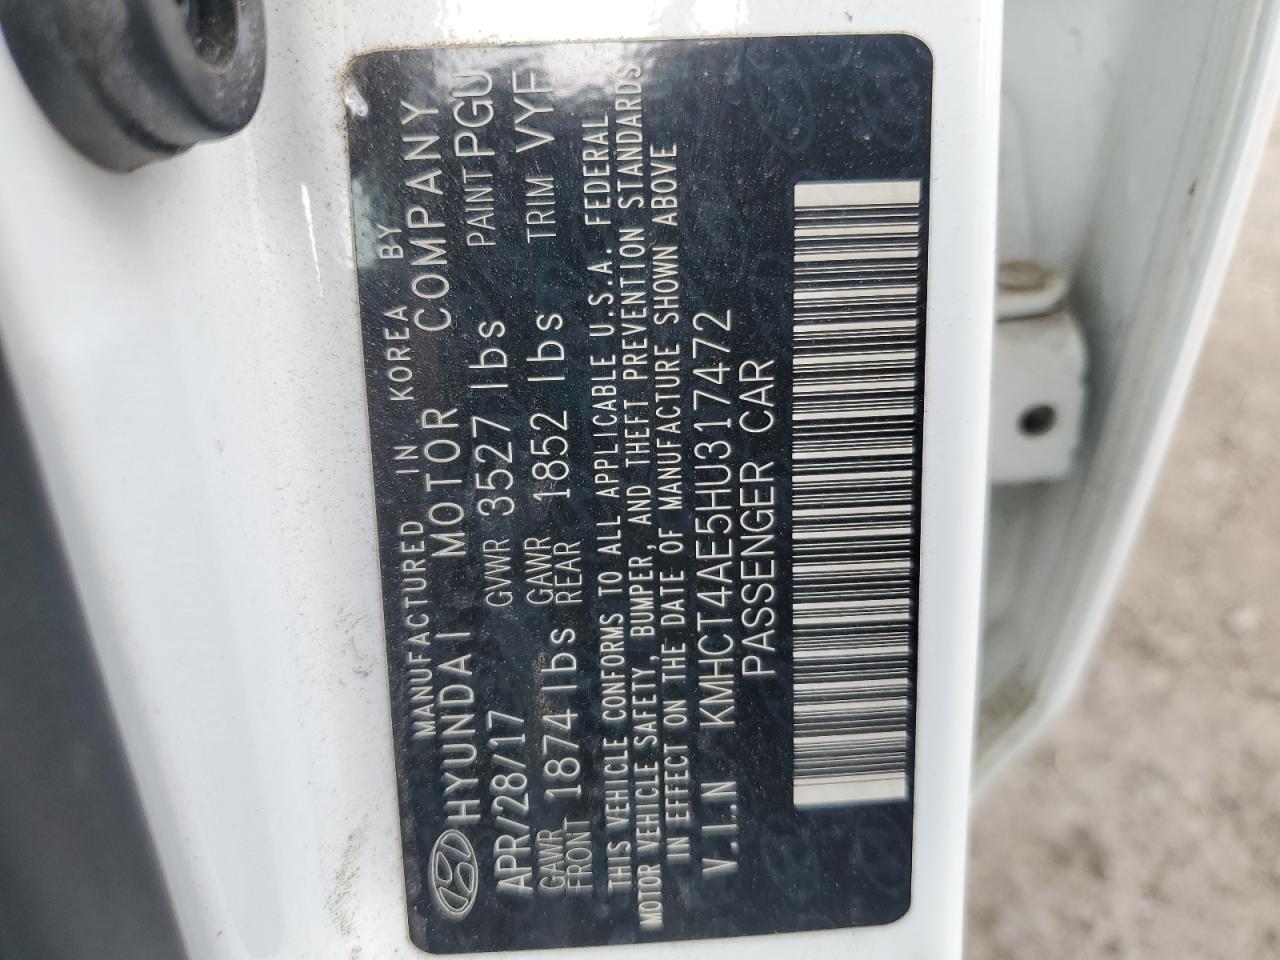 MANUFACTURED IN KOREA BY
HYUNDAI MOTOR COMPANY
APR/28/17 GVWR 3527 lbs PAINT PGU
GAWR FRONT 1874 lbs GAWR REAR 1852 lbs TRIM VYF
THIS VEHICLE CONFORMS TO ALL APPLICABLE U.S.A. FEDERAL
MOTOR VEHICLE SAFETY, BUMPER, AND THEFT PREVENTION STANDARDS
IN EFFECT ON THE DATE OF MANUFACTURE SHOWN ABOVE
V.I.N KMHCT4AE5HU317472
PASSENGER CAR